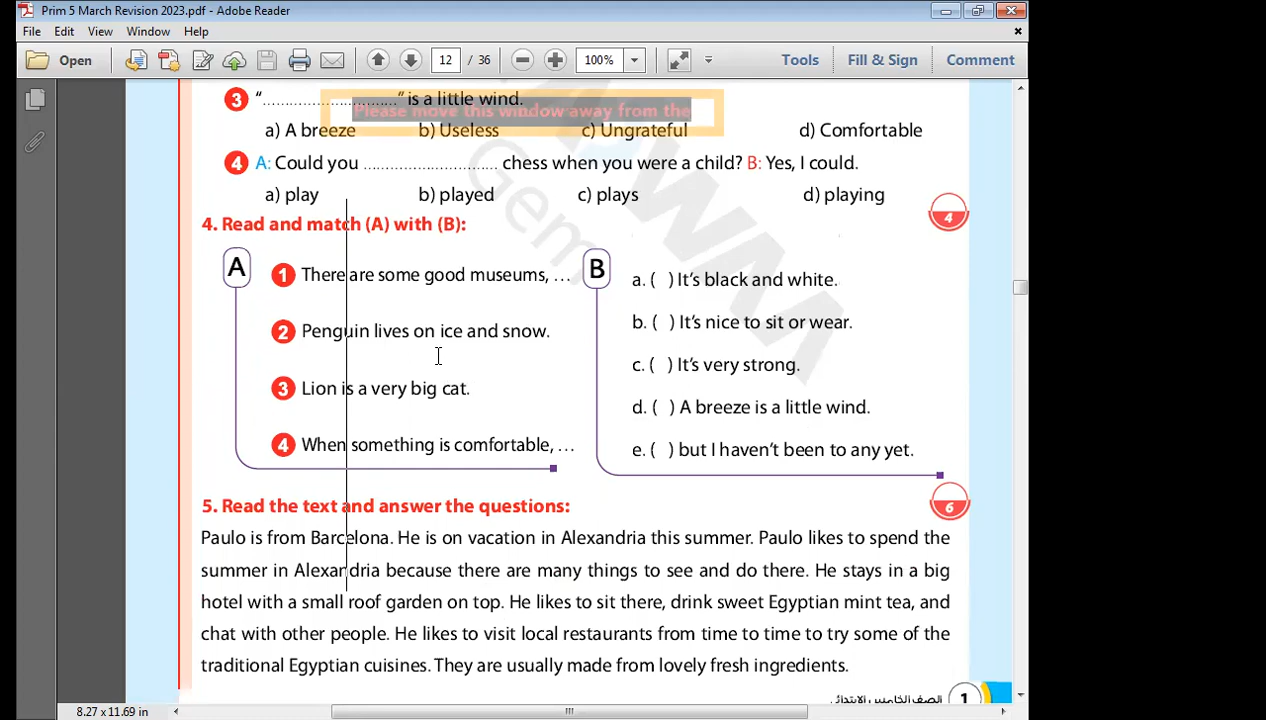 Prim 5 March Revision 2023.pdf - Adobe Reader
File Edit View Window Help
Open 12 / 36 100% Tools Fill & Sign Comment
3 “..............................” is a little wind.
Please move this window away from the
a) A breeze b) Useless c) Ungrateful d) Comfortable
4 A: Could you .............................. chess when you were a child? B: Yes, I could.
a) play b) played c) plays d) playing
4. Read and match (A) with (B):
4
A B
1 There are some good museums, …
2 Penguin lives on ice and snow.
3 Lion is a very big cat.
4 When something is comfortable, …
a. ( ) It’s black and white.
b. ( ) It’s nice to sit or wear.
c. ( ) It’s very strong.
d. ( ) A breeze is a little wind.
e. ( ) but I haven’t been to any yet.
5. Read the text and answer the questions:
6
Paulo is from Barcelona. He is on vacation in Alexandria this summer. Paulo likes to spend the
summer in Alexandria because there are many things to see and do there. He stays in a big
hotel with a small roof garden on top. He likes to sit there, drink sweet Egyptian mint tea, and
chat with other people. He likes to visit local restaurants from time to time to try some of the
traditional Egyptian cuisines. They are usually made from lovely fresh ingredients.
الصف الخامس الابتدائي
1
8.27 x 11.69 in
Gem